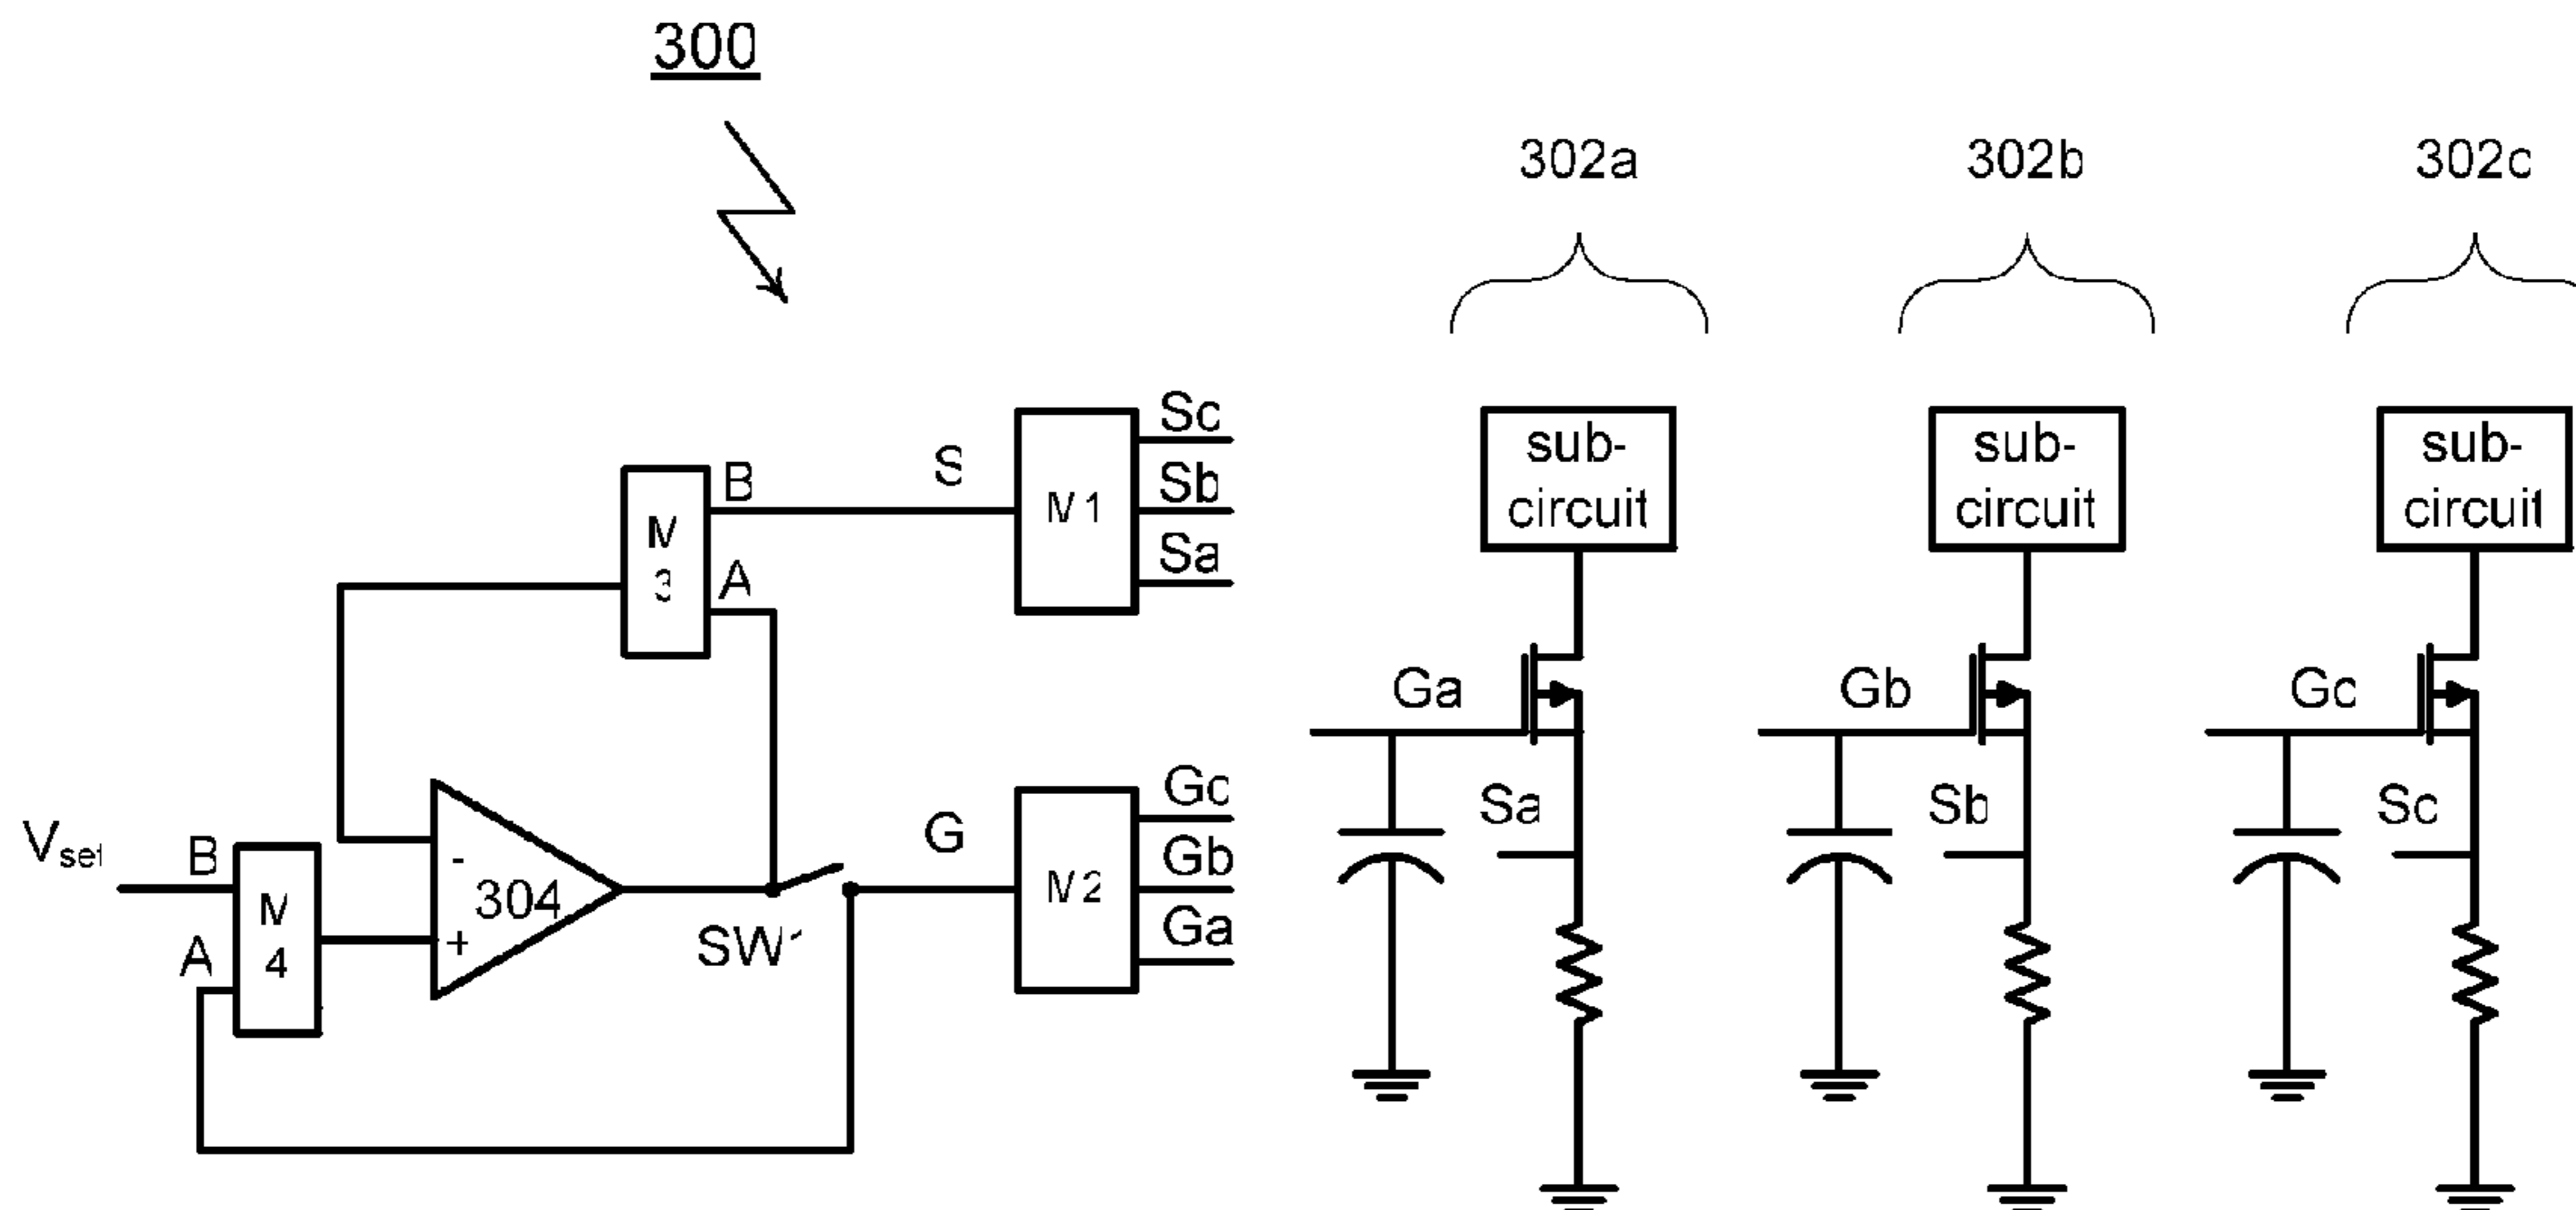 300
302a 302b 302c
Sc
Sb
Sa
S
M1
B
A
M
3
sub-
circuit
sub-
circuit
sub-
circuit
Ga
Gb
Gc
Sa
Sb
Sc
Vset
B
A
M
4
-
+
304
SW1
G
M2
Gc
Gb
Ga